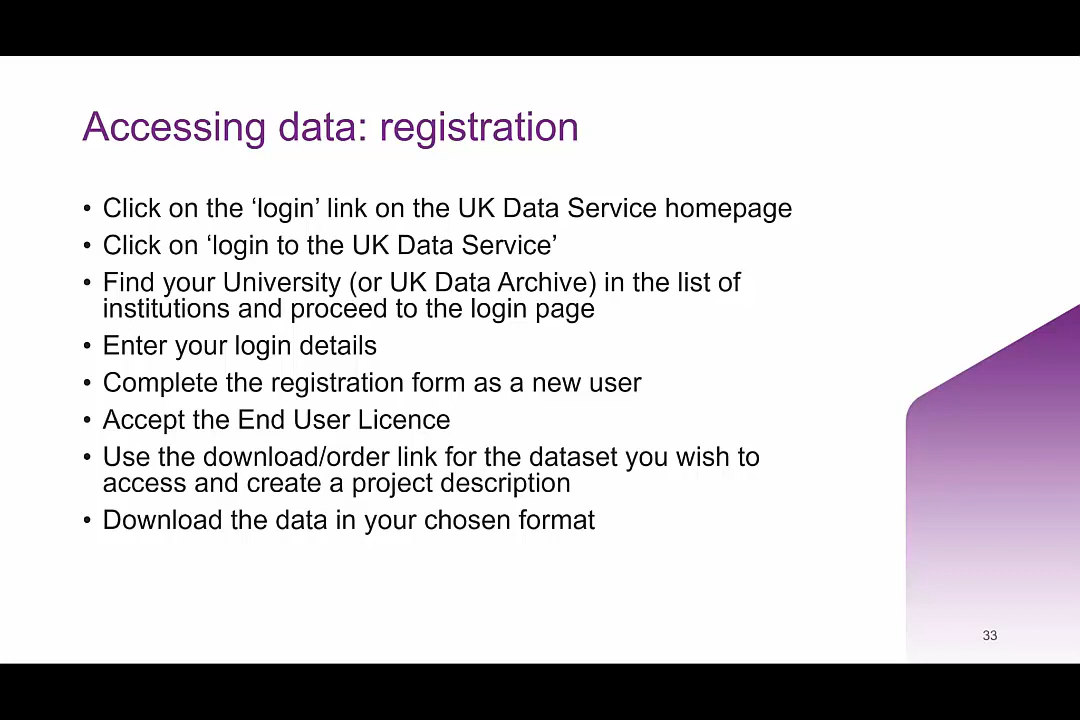 Accessing data: registration
• Click on the ‘login’ link on the UK Data Service homepage
• Click on ‘login to the UK Data Service’
• Find your University (or UK Data Archive) in the list of
institutions and proceed to the login page
• Enter your login details
• Complete the registration form as a new user
• Accept the End User Licence
• Use the download/order link for the dataset you wish to
access and create a project description
• Download the data in your chosen format
33